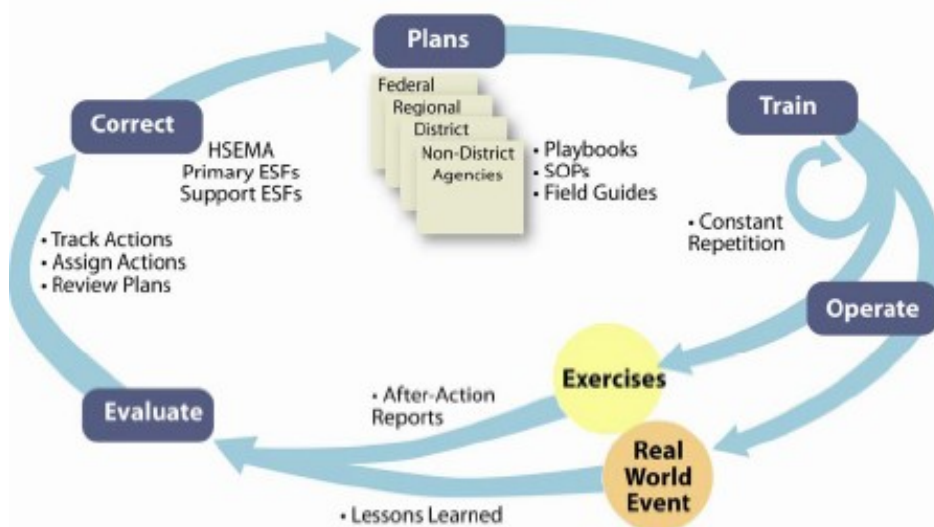 Plans
Federal
Regional
District
Non-District
Agencies
• Playbooks
• SOPs
• Field Guides
Train
• Constant
Repetition
Operate
Exercises
Real
World
Event
• After-Action
Reports
• Lessons Learned
Evaluate
• Track Actions
• Assign Actions
• Review Plans
Correct
HSEMA
Primary ESFs
Support ESFs